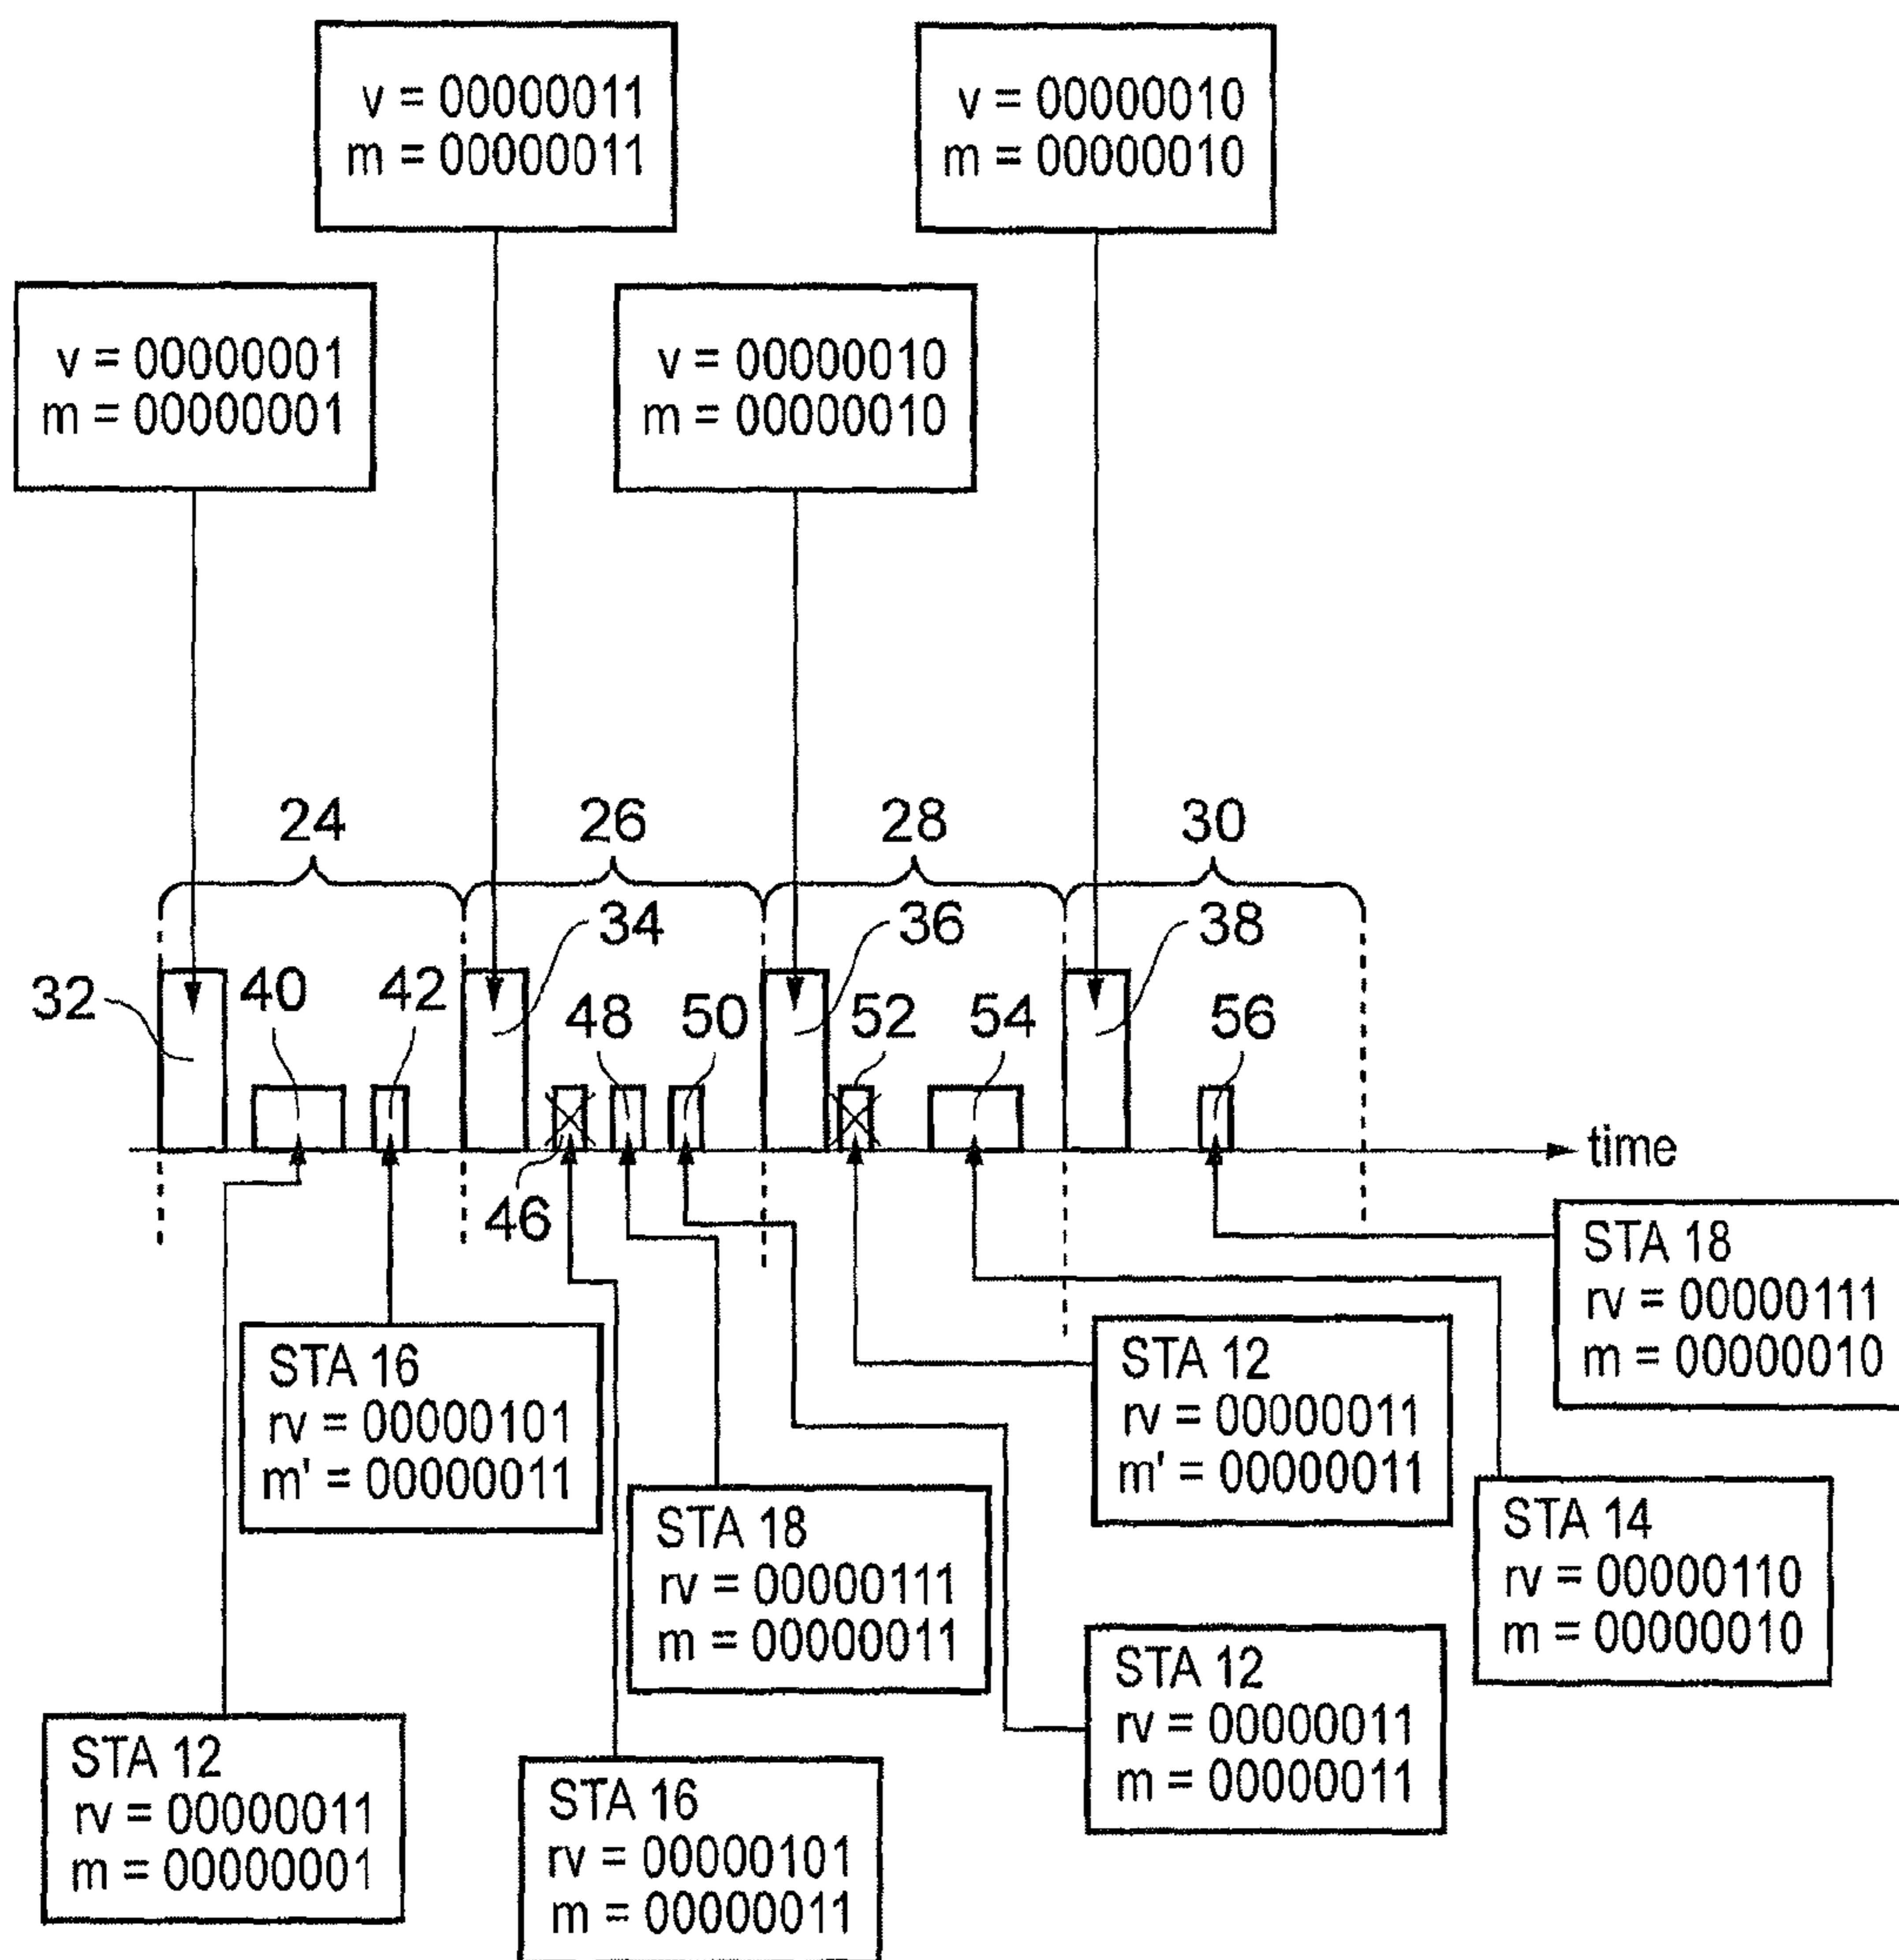 v = 00000011
m = 00000011
v = 00000010
m = 00000010
v = 00000001
m = 00000001
v = 00000010
m = 00000010
24
26
28
30
34
36
38
32
40
42
48
50
52
54
56
46
time
STA 18
rv = 00000111
m = 00000010
STA 16
rv = 00000101
m' = 00000011
STA 12
rv = 00000011
m' = 00000011
STA 18
rv = 00000111
m = 00000011
STA 14
rv = 00000110
m = 00000010
STA 12
rv = 00000011
m = 00000011
STA 12
rv = 00000011
m = 00000001
STA 16
rv = 00000101
m = 00000011